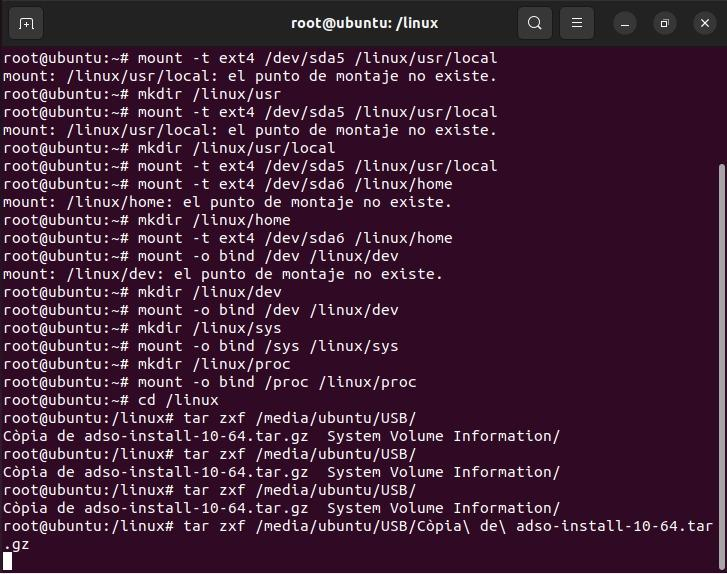 root@ubuntu: /linux
root@ubuntu:~# mount -t ext4 /dev/sda5 /linux/usr/local
mount: /linux/usr/local: el punto de montaje no existe.
root@ubuntu:~# mkdir /linux/usr
root@ubuntu:~# mount -t ext4 /dev/sda5 /linux/usr/local
mount: /linux/usr/local: el punto de montaje no existe.
root@ubuntu:~# mkdir /linux/usr/local
root@ubuntu:~# mount -t ext4 /dev/sda5 /linux/usr/local
root@ubuntu:~# mount -t ext4 /dev/sda6 /linux/home
mount: /linux/home: el punto de montaje no existe.
root@ubuntu:~# mkdir /linux/home
root@ubuntu:~# mount -t ext4 /dev/sda6 /linux/home
root@ubuntu:~# mount -o bind /dev /linux/dev
mount: /linux/dev: el punto de montaje no existe.
root@ubuntu:~# mkdir /linux/dev
root@ubuntu:~# mount -o bind /dev /linux/dev
root@ubuntu:~# mkdir /linux/sys
root@ubuntu:~# mount -o bind /sys /linux/sys
root@ubuntu:~# mkdir /linux/proc
root@ubuntu:~# mount -o bind /proc /linux/proc
root@ubuntu:~# cd /linux
root@ubuntu:/linux# tar zxf /media/ubuntu/USB/
Còpia de adso-install-10-64.tar.gz  System Volume Information/
root@ubuntu:/linux# tar zxf /media/ubuntu/USB/
Còpia de adso-install-10-64.tar.gz  System Volume Information/
root@ubuntu:/linux# tar zxf /media/ubuntu/USB/
Còpia de adso-install-10-64.tar.gz  System Volume Information/
root@ubuntu:/linux# tar zxf /media/ubuntu/USB/Còpia\ de\ adso-install-10-64.tar
.gz